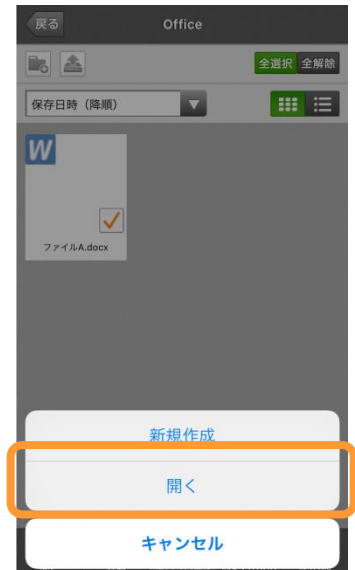 戻る
Office
全選択 全解除
保存日時（降順）
W
ファイルA.docx
新規作成
開く
キャンセル